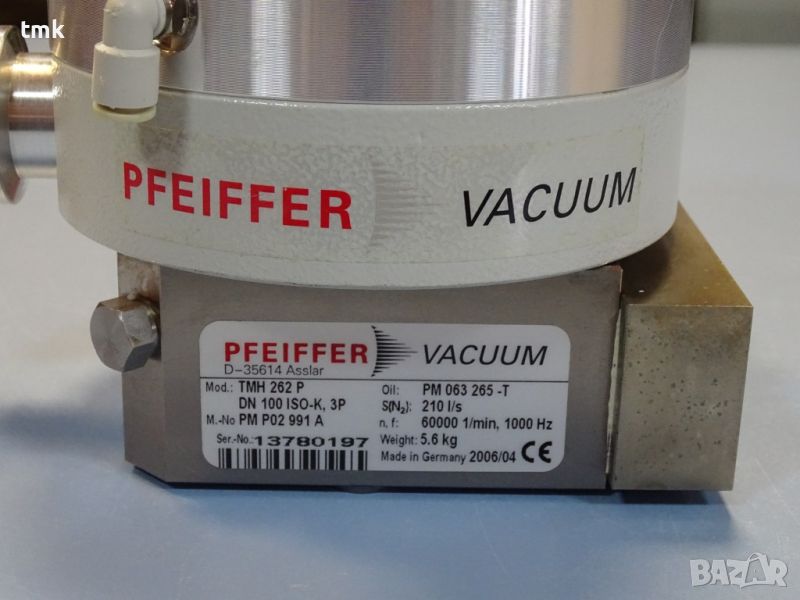 tmk
PFEIFFER VACUUM
PFEIFFER VACUUM
D-35614 Asslar
Mod.: TMH 262 P
DN 100 ISO-K, 3P
M.-No PM P02 991 A
Ser.-No.: 13780197
Oil: PM 063 265 -T
S(N₂): 210 l/s
n, f: 60000 1/min, 1000 Hz
Weight: 5.6 kg
Made in Germany 2006/04 CE
BAZAR